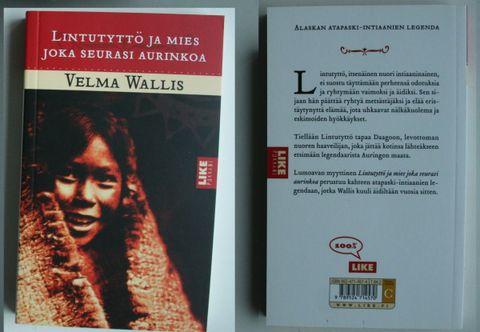 LINTUTYTTÖ JA MIES
JOKA SEURASI AURINKOA
VELMA WALLIS
LIKE
POKKARI
ALASKAN ATAPASKI-INTIAANIEN LEGENDA
Lintutyttö, itsenäinen nuori intiaaninainen,
ei suostu täyttämään perheensä odotuksia
ja ryhtymään vaimoksi ja äidiksi. Sen si-
jaan hän päättää ryhtyä metsästäjäksi ja elää eris-
täytynyttä elämää, jota uhkaavat nälkäkuolema ja
eskimoiden hyökkäykset.
Tiellään Lintutyttö tapaa Daagoon, levottoman
nuoren haaveilijan, joka jättää kotinsa lähteäkseen
etsimään legendaarista Auringon maata.
Lumoavan myyttinen Lintutyttö ja mies joka seurasi
aurinkoa perustuu kahteen atapaski-intiaanien le-
gendaan, jotka Wallis kuuli äidiltään vuosia sitten.
LIKE
POKKARI
100%
LIKE
WWW.LIKE.FI